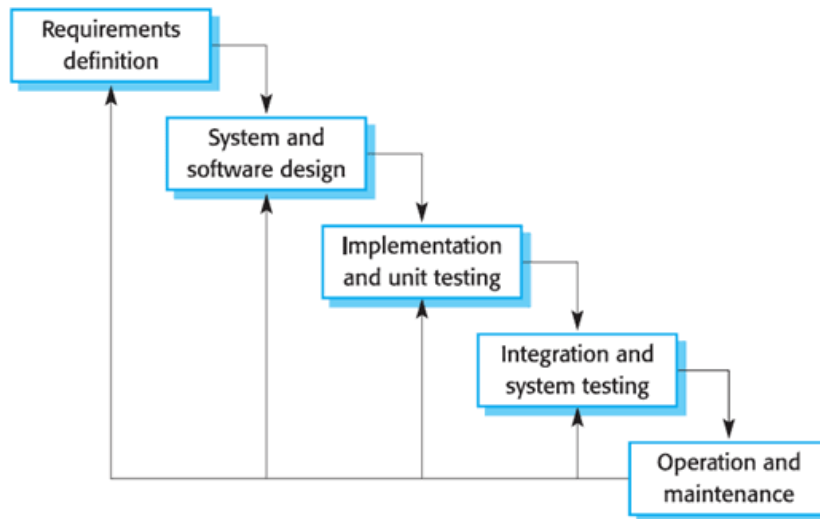 Requirements
definition
System and
software design
Implementation
and unit testing
Integration and
system testing
Operation and
maintenance